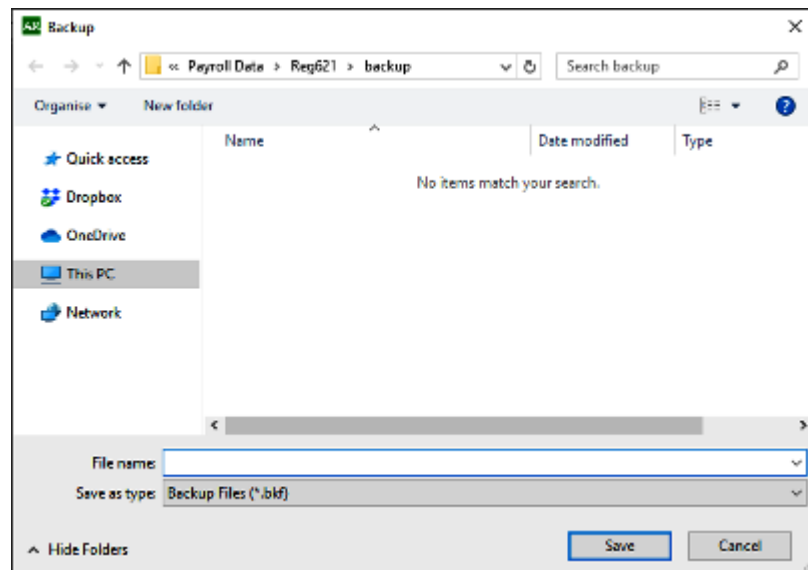 Backup
« Payroll Data > Reg621 > backup
Search backup
Organise
New folder
Name
Date modified
Type
No items match your search.
Quick access
Dropbox
OneDrive
This PC
Network
File name:
Save as type: Backup Files (*.bkf)
Hide Folders
Save
Cancel